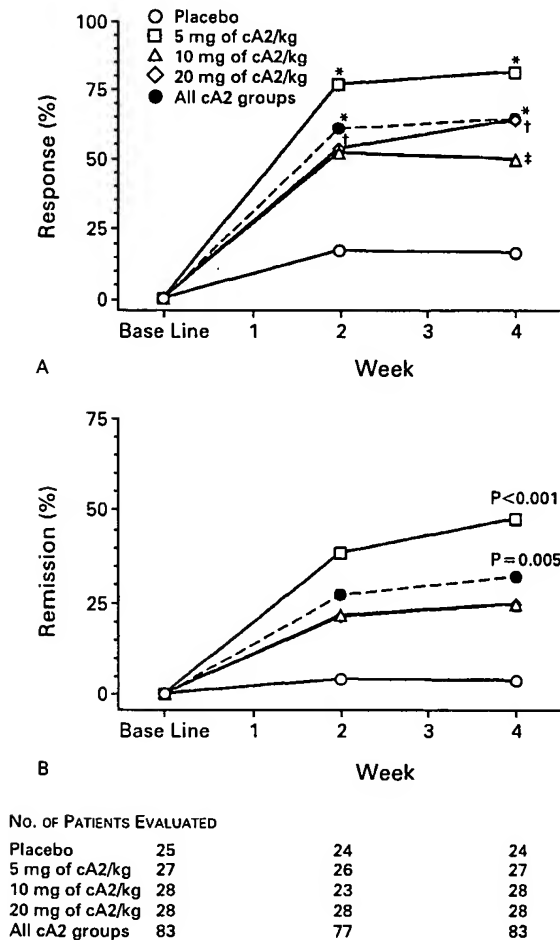 100
75
50
25
0
Response (%)
Placebo
5 mg of cA2/kg
10 mg of cA2/kg
20 mg of cA2/kg
All cA2 groups
*
*
*
†
*
†
‡
Base Line 1 2 3 4
A Week
75
50
25
0
Remission (%)
P<0.001
P=0.005
Base Line 1 2 3 4
B Week
NO. OF PATIENTS EVALUATED
Placebo 25 24 24
5 mg of cA2/kg 27 26 27
10 mg of cA2/kg 28 23 28
20 mg of cA2/kg 28 28 28
All cA2 groups 83 77 83